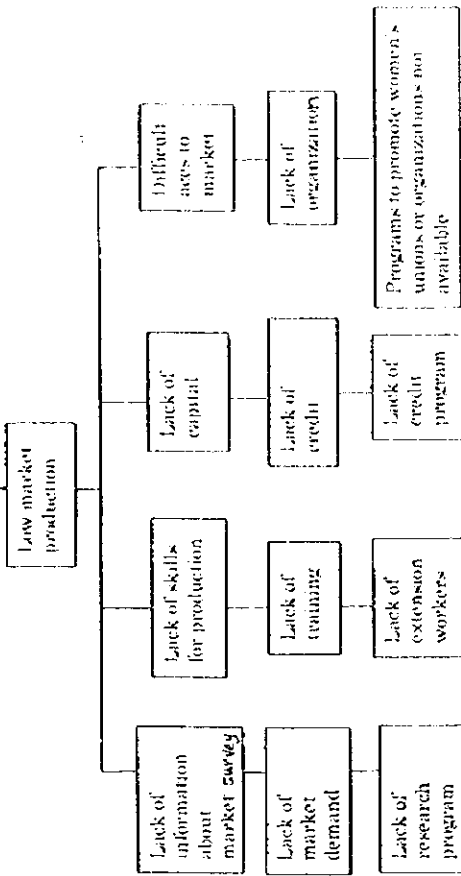 Low market
production
Lack of
information
about
market survey
Lack of skills
for production
Lack of
capital
Difficult
aces to
market
Lack of
market
demand
Lack of
training
Lack of
credit
Lack of
organization
Lack of
research
program
Lack of
extension
workers
Lack of
credit
program
Programs to promote women's
unions or organizations not
available